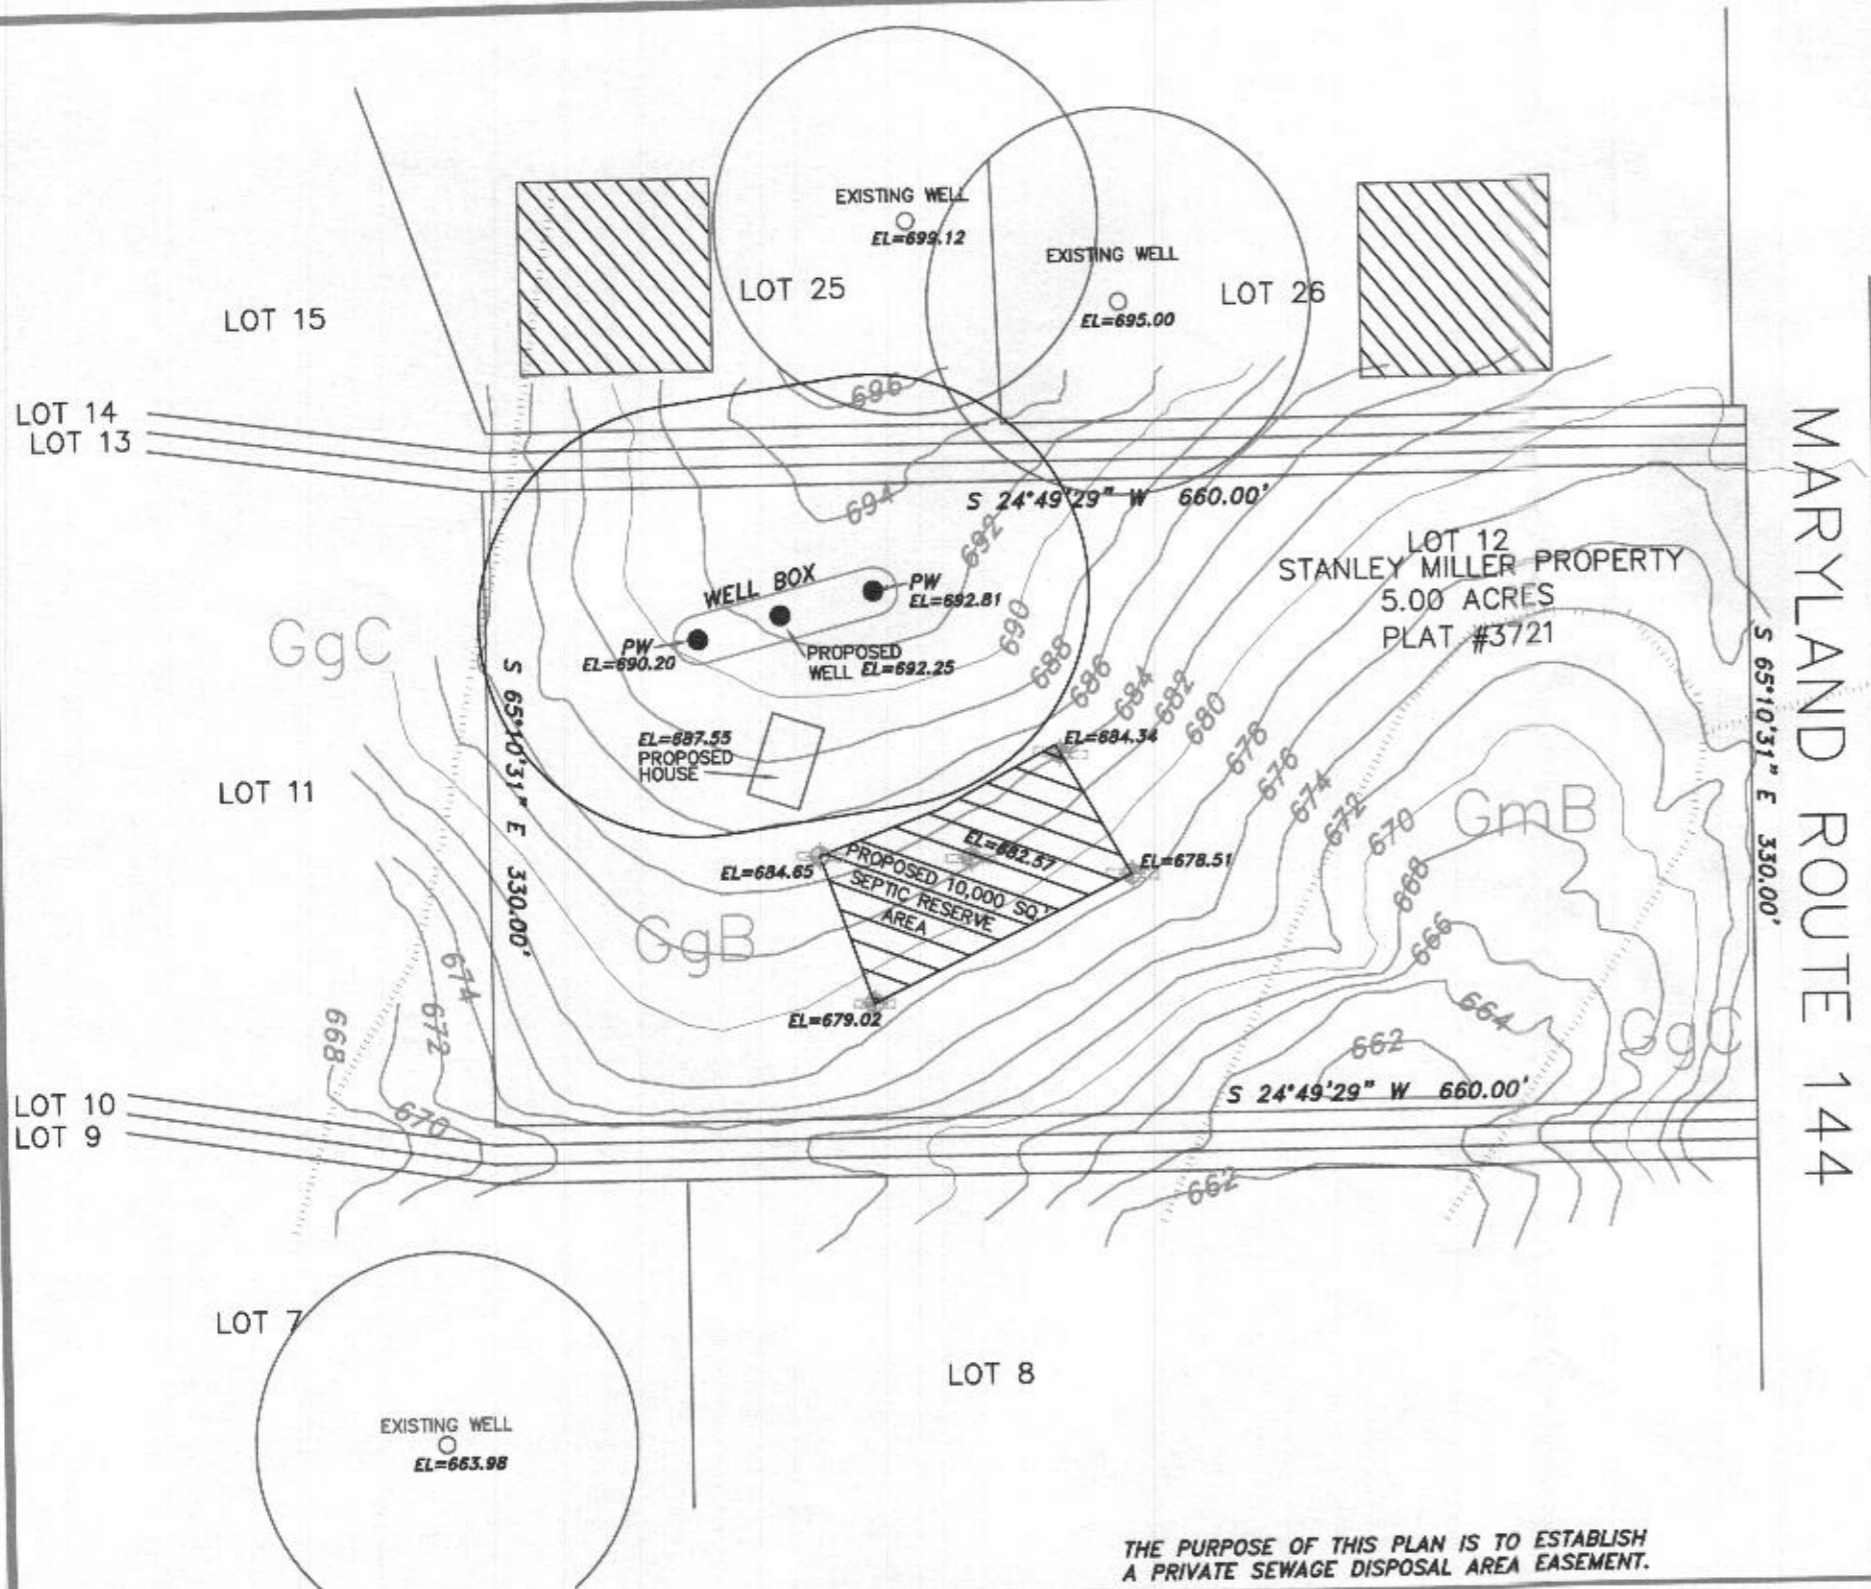 EXISTING WELL
EL=699.12
EXISTING WELL
EL=695.00
LOT 25
LOT 26
LOT 15
LOT 14
LOT 13
696
694
S 24°49'29" W 660.00'
692
LOT 12
STANLEY MILLER PROPERTY
5.00 ACRES
PLAT #3721
MARYLAND ROUTE 144
WELL BOX
PW
EL=692.81
PW
EL=690.20
PROPOSED
WELL EL=692.25
690
688
686
684
682
680
678
676
674
672
670
668
666
664
662
GgC
S 65°10'31" E 330.00'
S 65°10'31" E 330.00'
EL=687.55
PROPOSED
HOUSE
EL=684.34
LOT 11
GmB
EL=682.57
EL=678.51
EL=684.65
PROPOSED 10,000 SQ.'
SEPTIC RESERVE
AREA
GgB
EL=679.02
GgC
674
672
668
670
S 24°49'29" W 660.00'
LOT 10
LOT 9
662
LOT 7
LOT 8
EXISTING WELL
EL=663.98
THE PURPOSE OF THIS PLAN IS TO ESTABLISH
A PRIVATE SEWAGE DISPOSAL AREA EASEMENT.